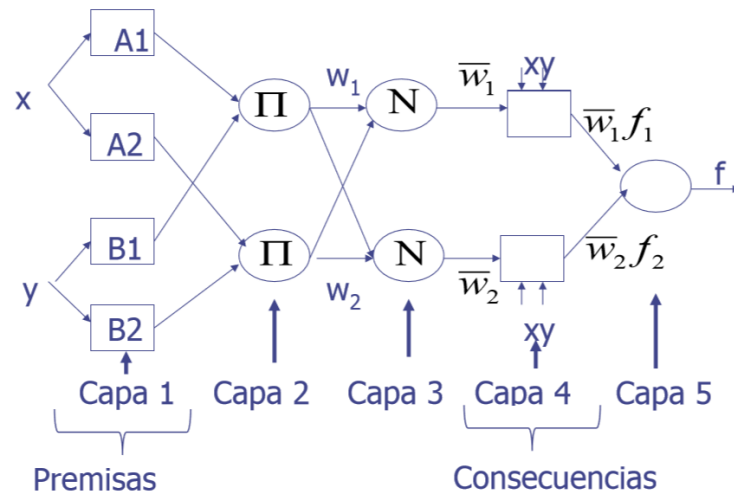 A1
x
A2
B1
y
B2
Π
Π
w₁
w₂
N
N
w̅₁
w̅₂
xy
xy
w̅₁f₁
w̅₂f₂
f
Capa 1
Capa 2
Capa 3
Capa 4
Capa 5
Premisas
Consecuencias